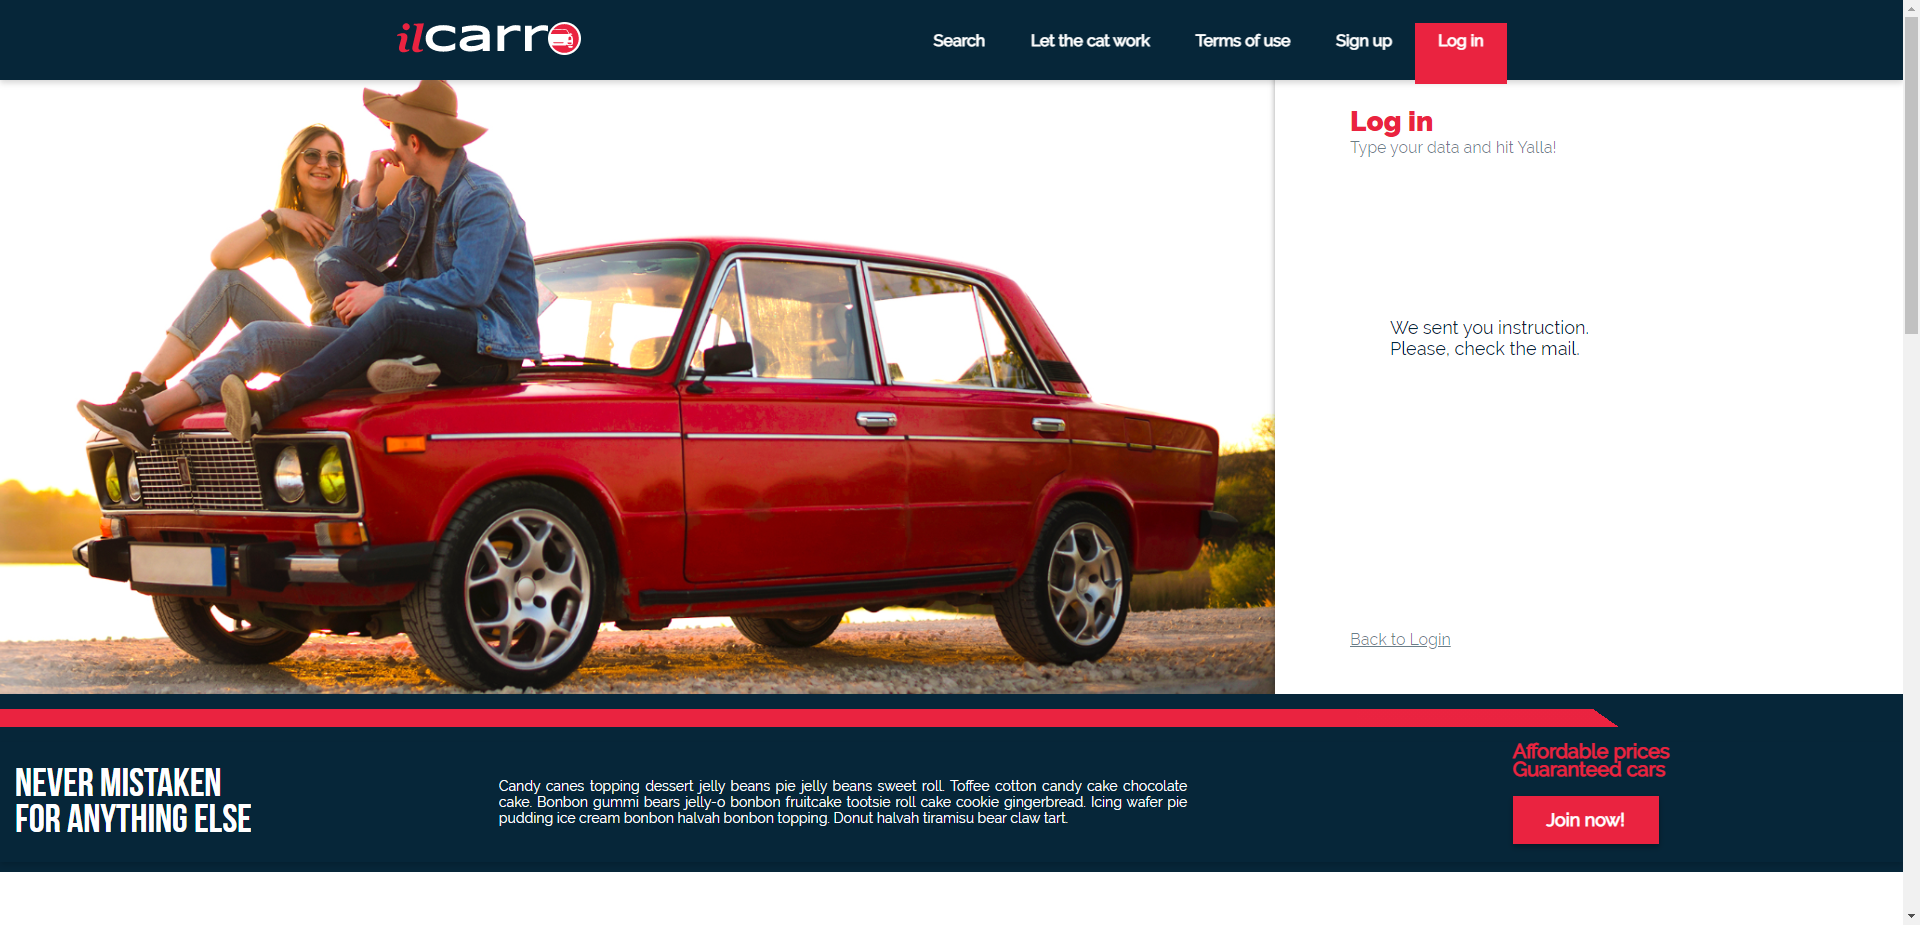 ilcarro
Search
Let the cat work
Terms of use
Sign up
Log in
Log in
Type your data and hit Yalla!
We sent you instruction.
Please, check the mail.
Back to Login
NEVER MISTAKEN
FOR ANYTHING ELSE
Candy canes topping dessert jelly beans pie jelly beans sweet roll. Toffee cotton candy cake chocolate
cake. Bonbon gummi bears jelly-o bonbon fruitcake tootsie roll cake cookie gingerbread. Icing wafer pie
pudding ice cream bonbon halvah bonbon topping. Donut halvah tiramisu bear claw tart.
Affordable prices
Guaranteed cars
Join now!